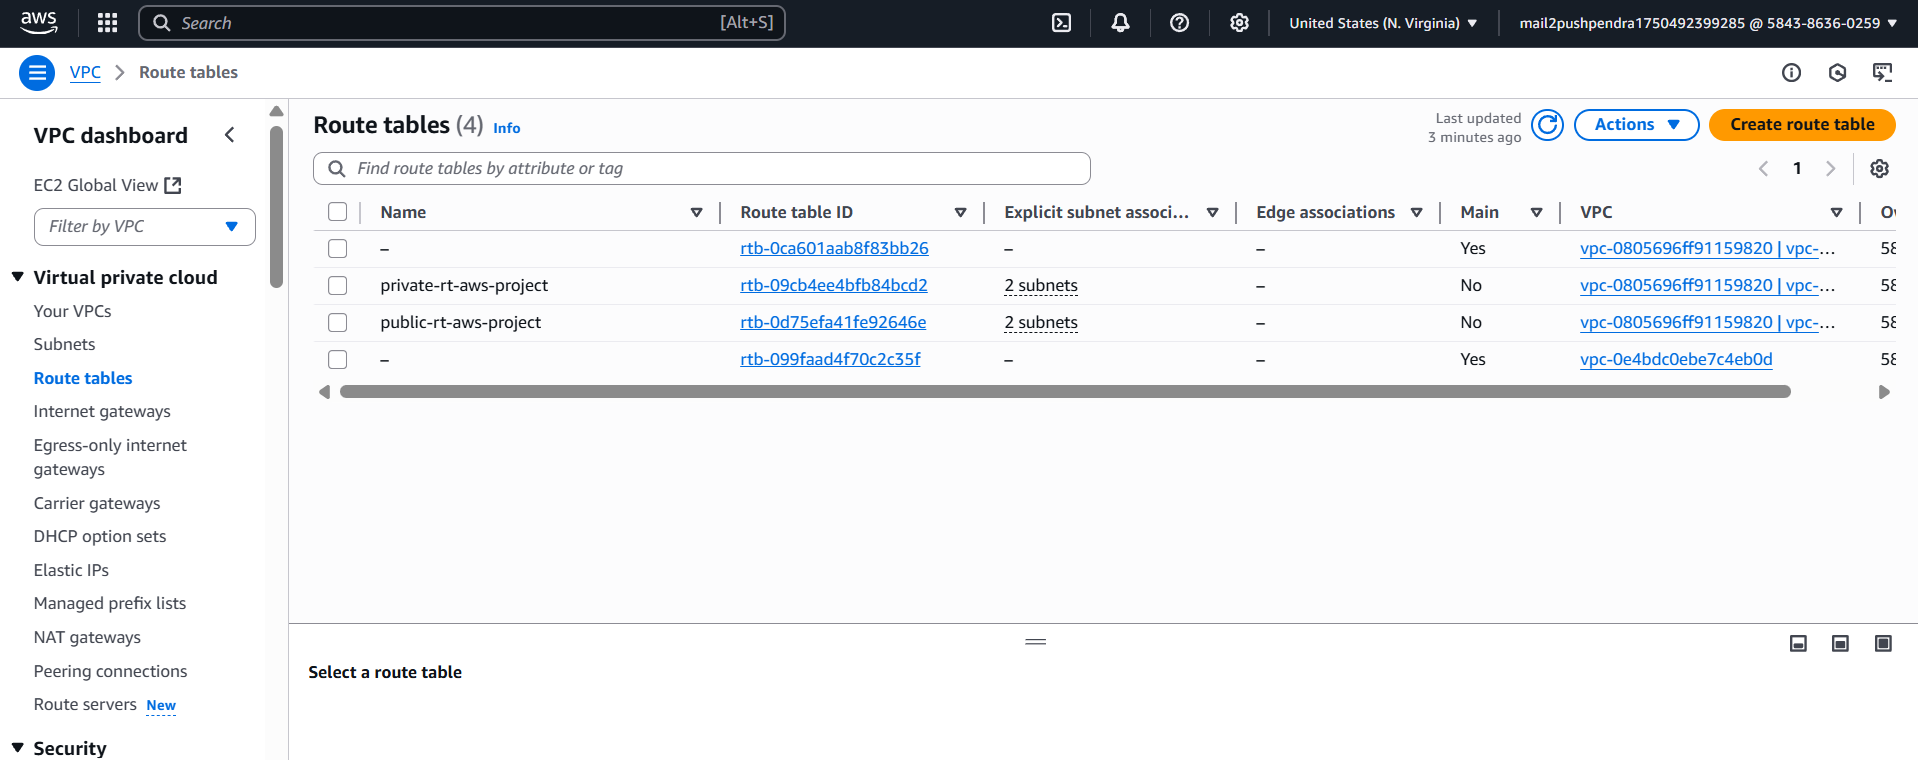 aws
Search [Alt+S]
United States (N. Virginia)
mail2pushpendra1750492399285 @ 5843-8636-0259
VPC > Route tables
VPC dashboard
EC2 Global View
Filter by VPC
Virtual private cloud
Your VPCs
Subnets
Route tables
Internet gateways
Egress-only internet
gateways
Carrier gateways
DHCP option sets
Elastic IPs
Managed prefix lists
NAT gateways
Peering connections
Route servers New
Security
Route tables (4) Info
Last updated
3 minutes ago
Actions
Create route table
Find route tables by attribute or tag
1
Name Route table ID Explicit subnet associ... Edge associations Main VPC
– rtb-0ca601aab8f83bb26 – – Yes vpc-0805696ff91159820 | vpc-... 58
private-rt-aws-project rtb-09cb4ee4bfb84bcd2 2 subnets – No vpc-0805696ff91159820 | vpc-... 58
public-rt-aws-project rtb-0d75efa41fe92646e 2 subnets – No vpc-0805696ff91159820 | vpc-... 58
– rtb-099faad4f70c2c35f – – Yes vpc-0e4bdc0ebe7c4eb0d 58
Select a route table